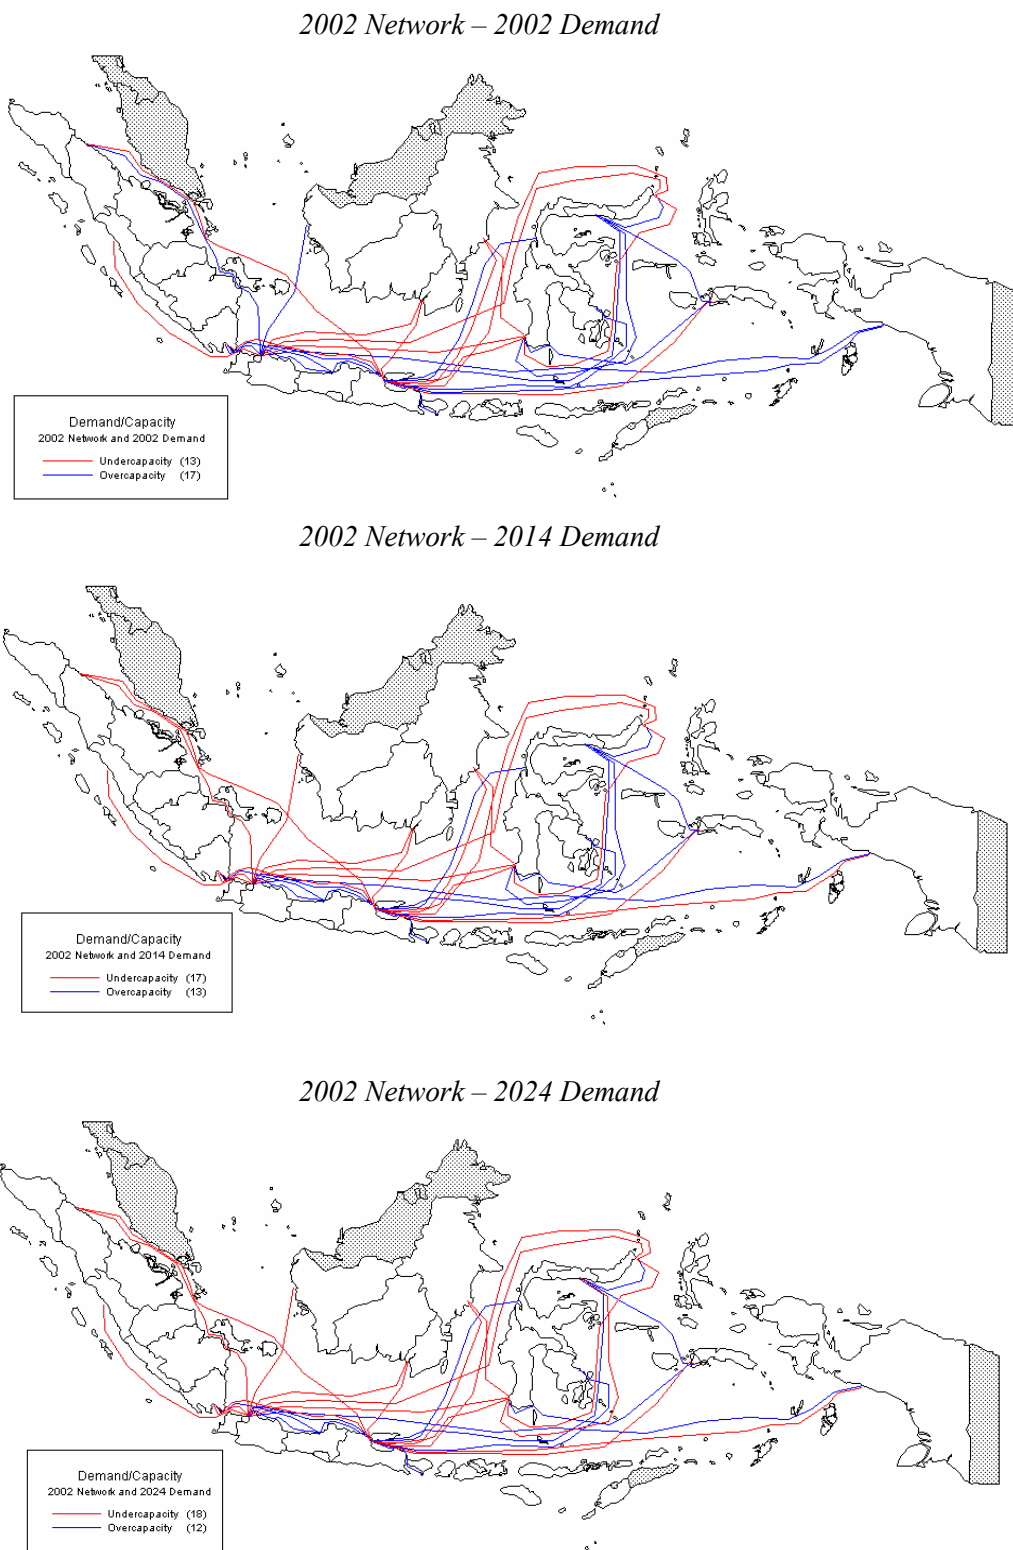 2002 Network – 2002 Demand
Demand/Capacity
2002 Network and 2002 Demand
Undercapacity (13)
Overcapacity (17)
2002 Network – 2014 Demand
Demand/Capacity
2002 Network and 2014 Demand
Undercapacity (17)
Overcapacity (13)
2002 Network – 2024 Demand
Demand/Capacity
2002 Network and 2024 Demand
Undercapacity (18)
Overcapacity (12)